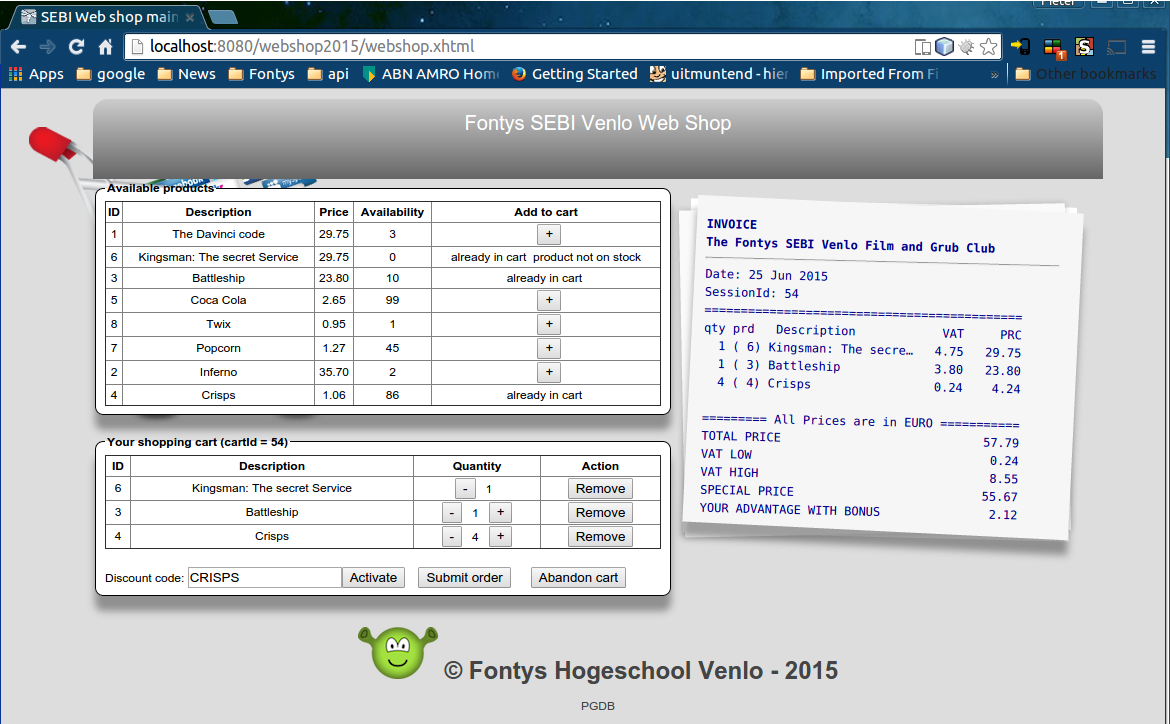 Pieter
SEBI Web shop main
localhost:8080/webshop2015/webshop.xhtml
1
S
Apps google News Fontys api ABN AMRO Home Getting Started uitmuntend - hier Imported From Fi » Other bookmarks
Fontys SEBI Venlo Web Shop
Available products
ID Description Price Availability Add to cart
1 The Davinci code 29.75 3 +
6 Kingsman: The secret Service 29.75 0 already in cart product not on stock
3 Battleship 23.80 10 already in cart
5 Coca Cola 2.65 99 +
8 Twix 0.95 1 +
7 Popcorn 1.27 45 +
2 Inferno 35.70 2 +
4 Crisps 1.06 86 already in cart
Your shopping cart (cartId = 54)
ID Description Quantity Action
6 Kingsman: The secret Service - 1 Remove
3 Battleship - 1 + Remove
4 Crisps - 4 + Remove
Discount code: CRISPS Activate Submit order Abandon cart
INVOICE
The Fontys SEBI Venlo Film and Grub Club
Date: 25 Jun 2015
SessionId: 54
============================================
qty prd Description VAT PRC
1 ( 6) Kingsman: The secre… 4.75 29.75
1 ( 3) Battleship 3.80 23.80
4 ( 4) Crisps 0.24 4.24
========= All Prices are in EURO ===========
TOTAL PRICE 57.79
VAT LOW 0.24
VAT HIGH 8.55
SPECIAL PRICE 55.67
YOUR ADVANTAGE WITH BONUS 2.12
© Fontys Hogeschool Venlo - 2015
PGDB